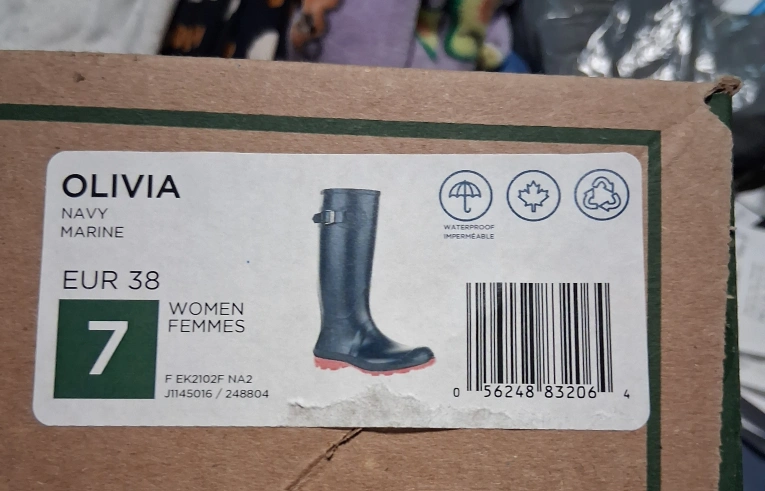 OLIVIA
NAVY
MARINE
WATERPROOF
IMPERMÉABLE
EUR 38
7
WOMEN
FEMMES
F EK2102F NA2
J1145016 / 248804
0 56248 83206 4